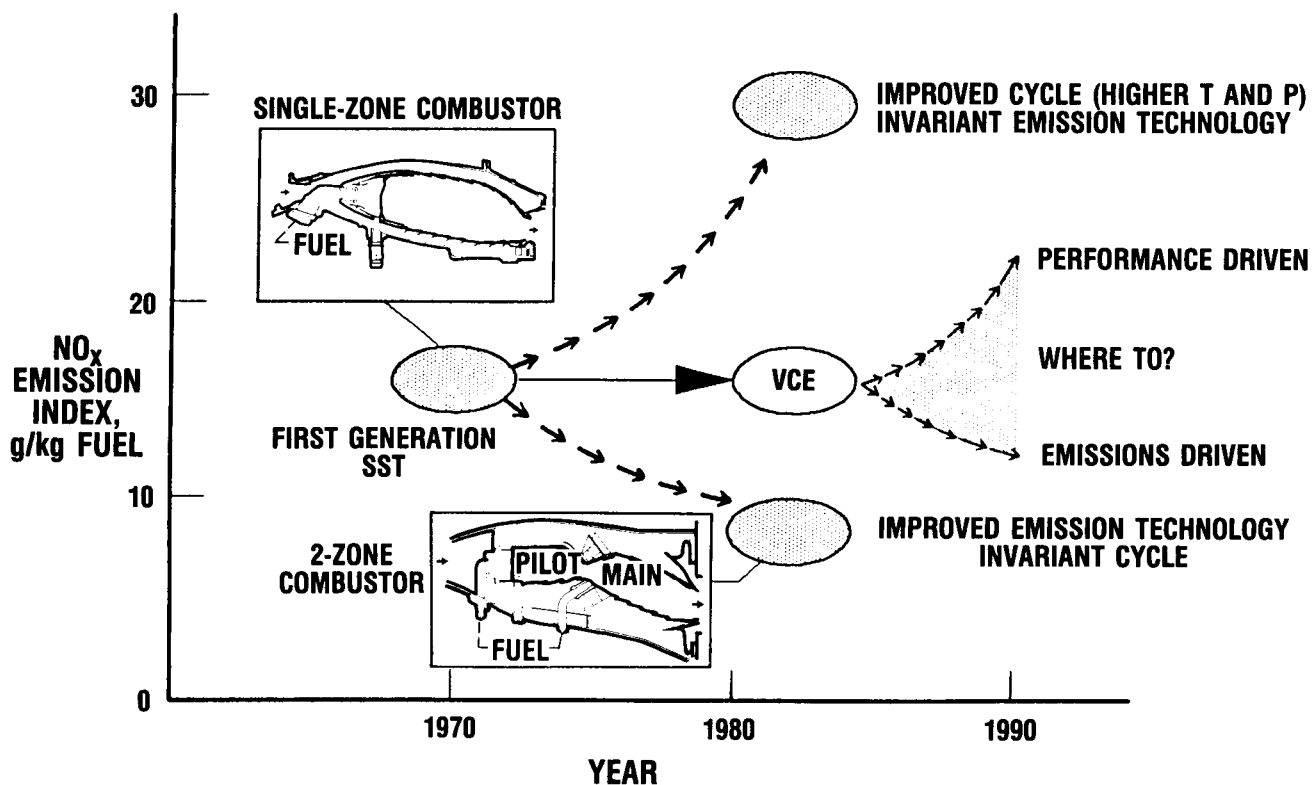 30
SINGLE-ZONE COMBUSTOR
FUEL
IMPROVED CYCLE (HIGHER T AND P)
INVARIANT EMISSION TECHNOLOGY
20
NOx
EMISSION
INDEX,
g/kg FUEL
FIRST GENERATION
SST
VCE
PERFORMANCE DRIVEN
WHERE TO?
EMISSIONS DRIVEN
10
2-ZONE
COMBUSTOR
PILOT
MAIN
FUEL
IMPROVED EMISSION TECHNOLOGY
INVARIANT CYCLE
0
1970
1980
1990
YEAR